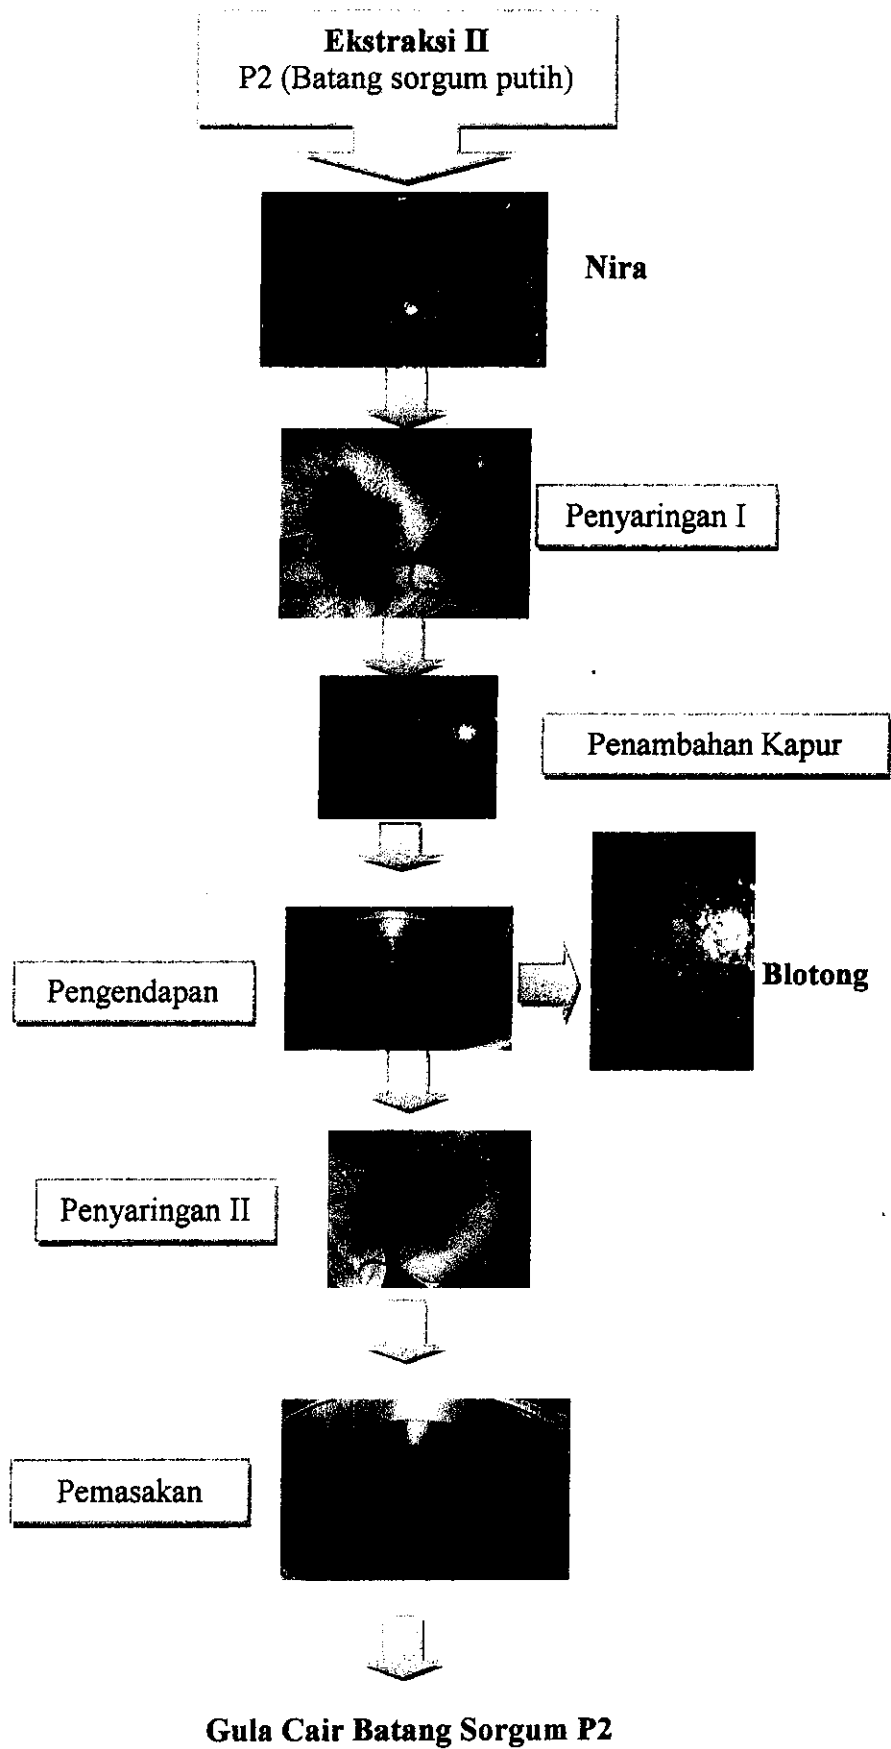 Ekstraksi II
P2 (Batang sorgum putih)
Nira
Penyaringan I
Penambahan Kapur
Pengendapan
Blotong
Penyaringan II
Pemasakan
Gula Cair Batang Sorgum P2